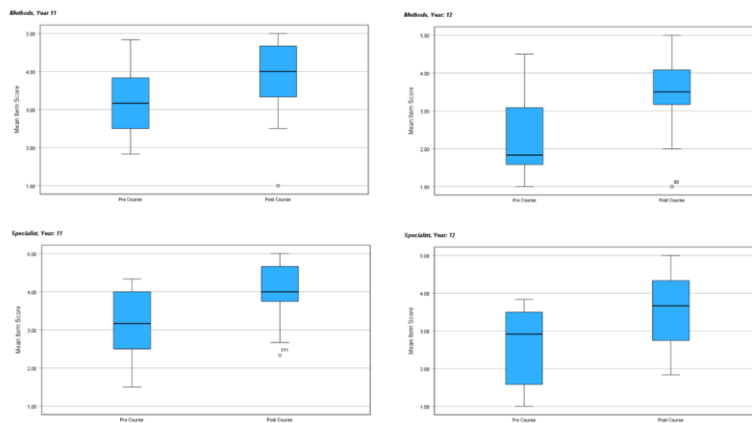 Methods, Year 11
5.00
4.00
3.00
2.00
1.00
Mean Item Score
Pre Course
Post Course
Methods, Year: 12
5.00
4.00
3.00
2.00
1.00
Mean Item Score
90
Pre Course
Post Course
Specialist, Year: 11
5.00
4.00
3.00
2.00
1.00
Mean Item Score
111
Pre Course
Post Course
Specialist, Year: 12
5.00
4.00
3.00
2.00
1.00
Mean Item Score
Pre Course
Post Course